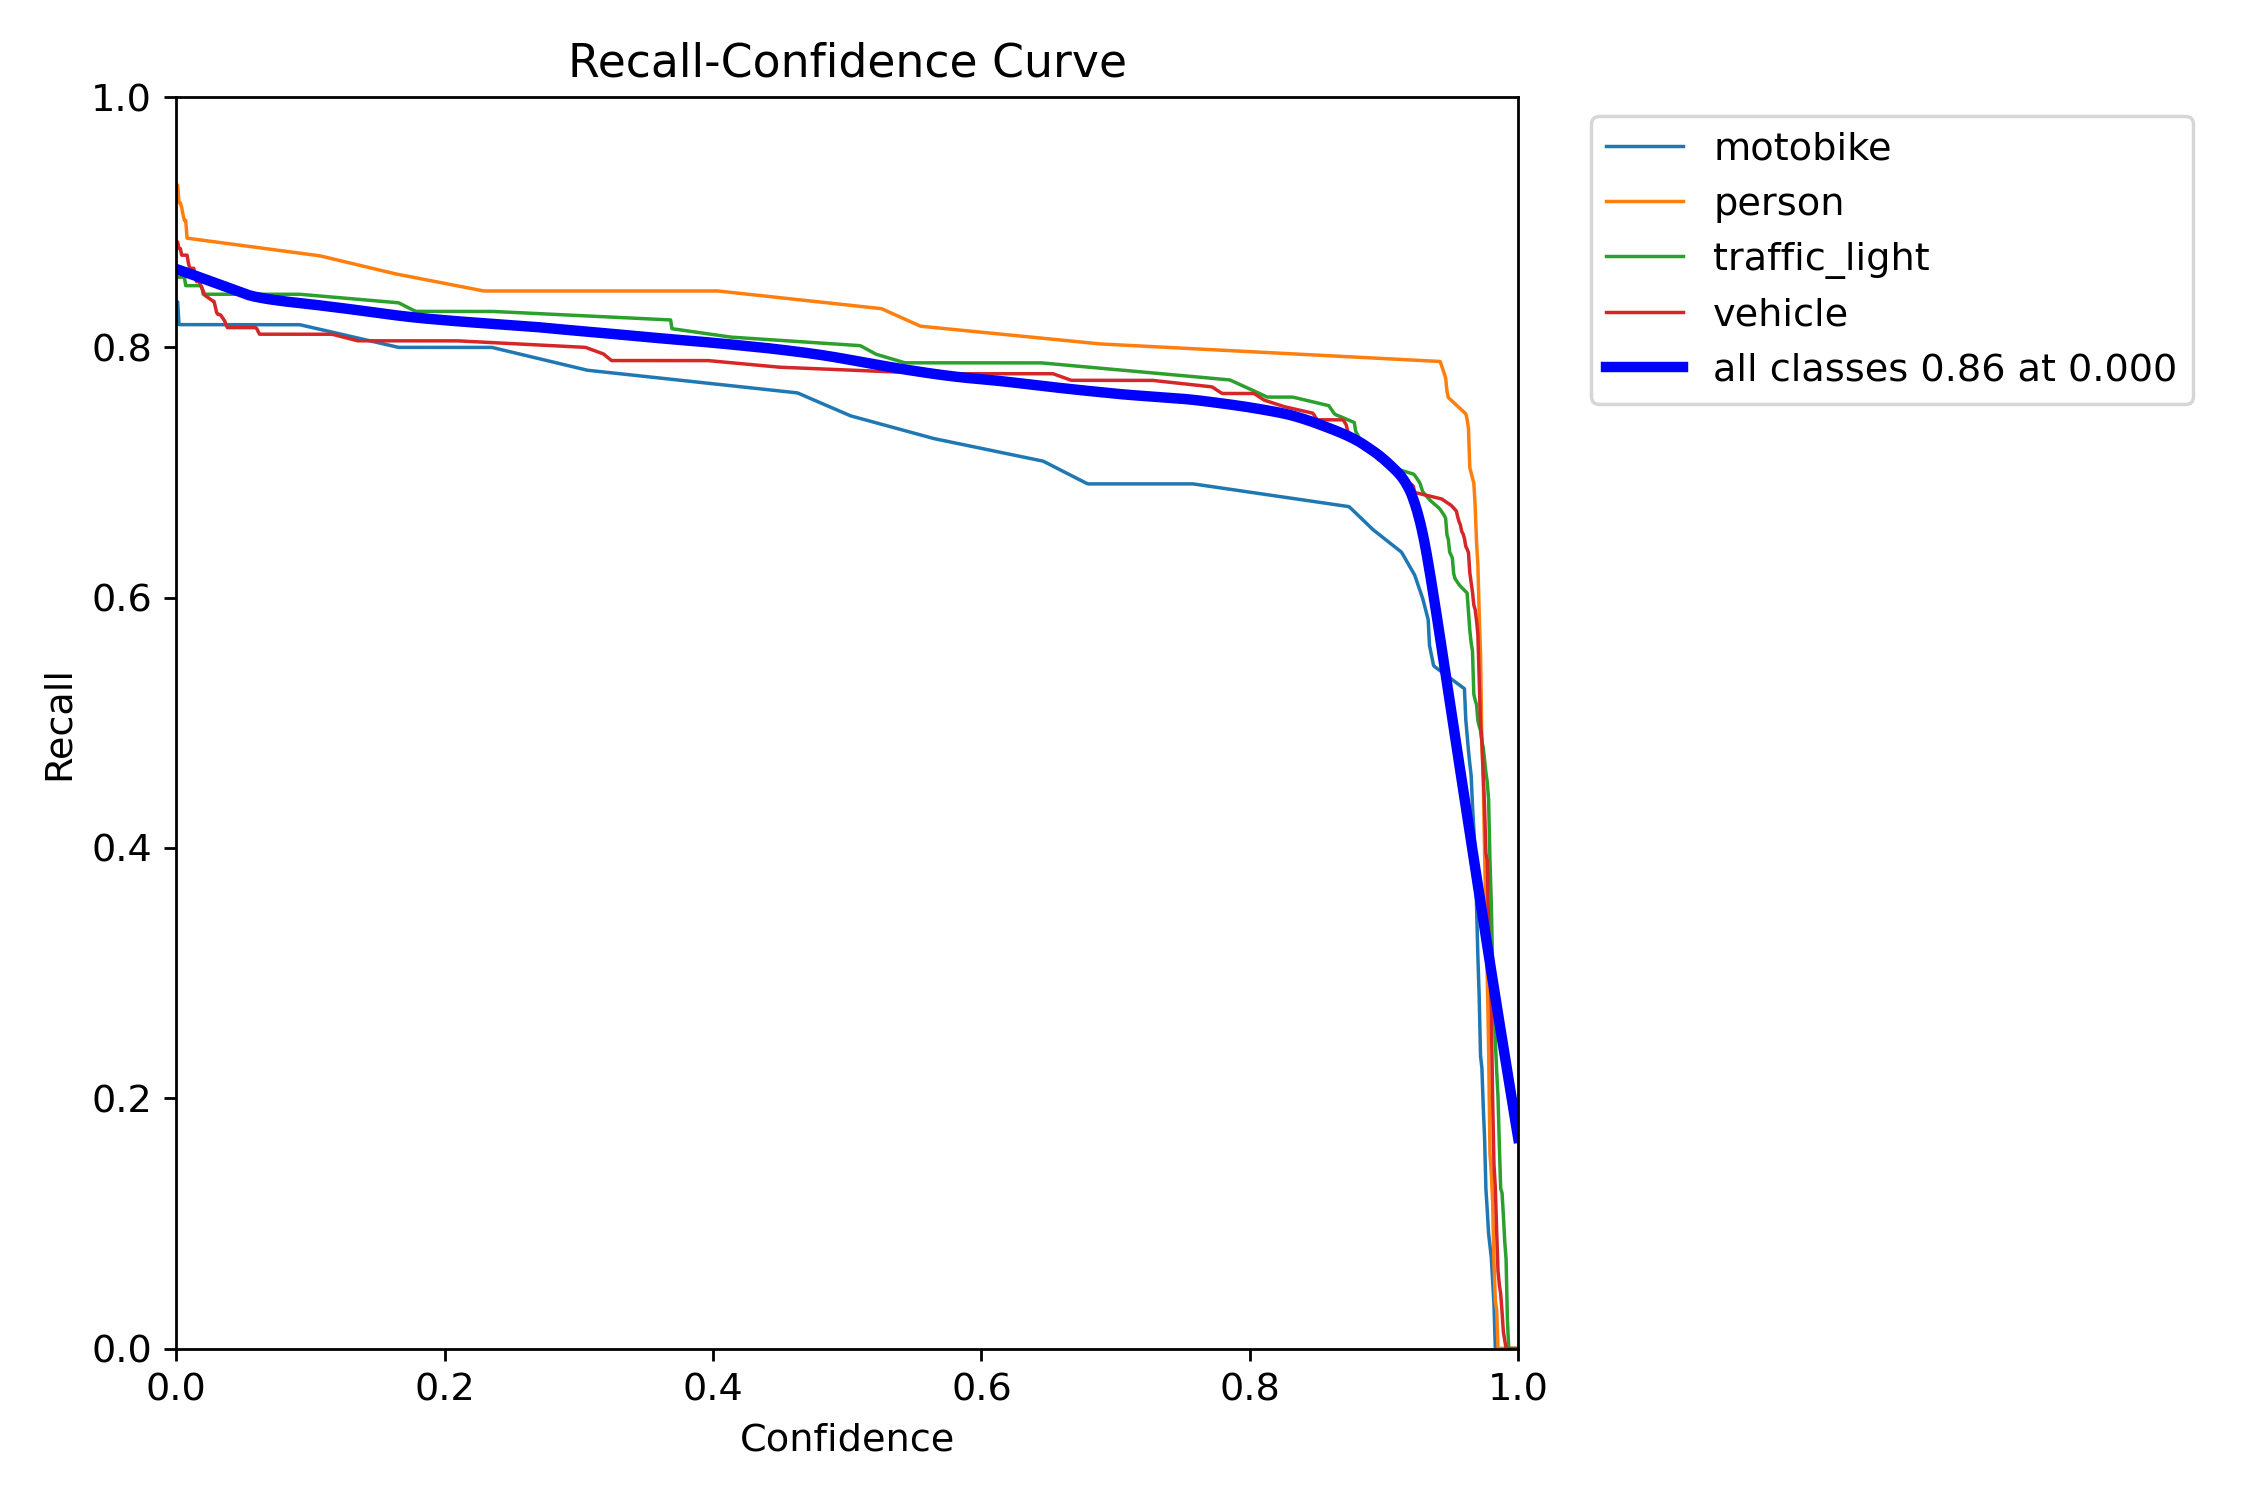 Recall-Confidence Curve
1.0
0.8
0.6
0.4
0.2
0.0
Recall
0.0 0.2 0.4 0.6 0.8 1.0
Confidence
motobike
person
traffic_light
vehicle
all classes 0.86 at 0.000